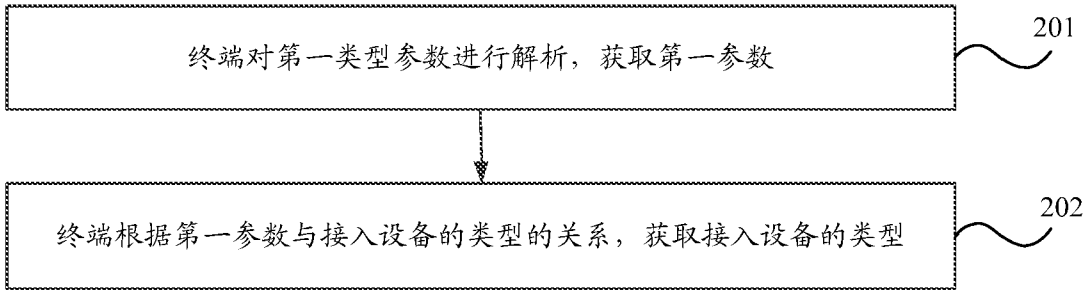 201
终端对第一类型参数进行解析，获取第一参数
202
终端根据第一参数与接入设备的类型的关系，获取接入设备的类型